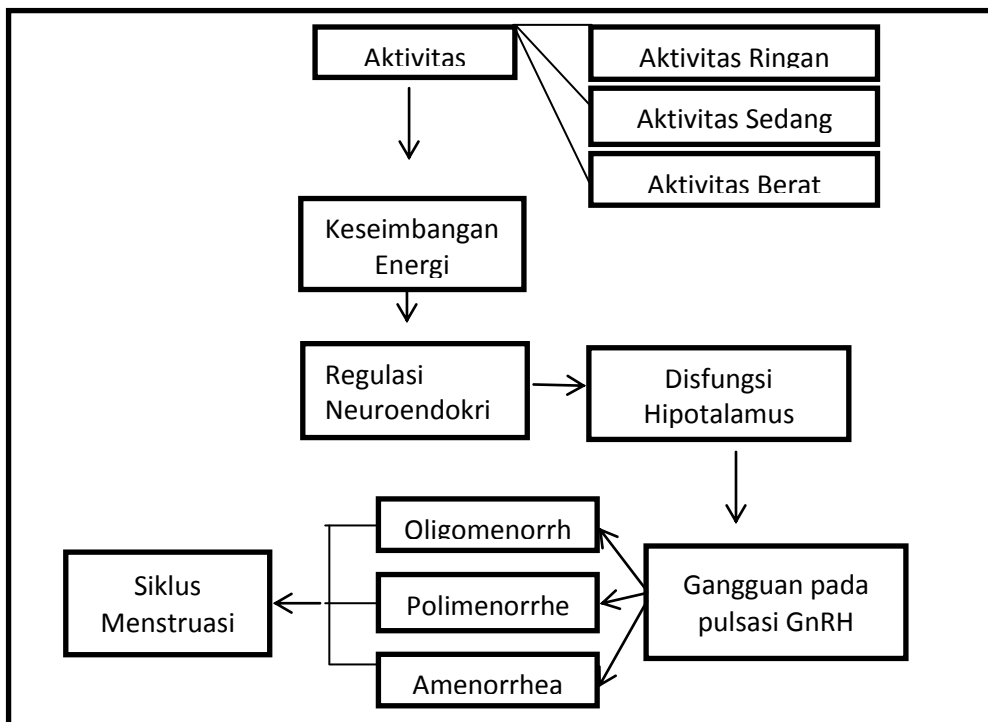 Aktivitas
Aktivitas Ringan
Aktivitas Sedang
Aktivitas Berat
Keseimbangan
Energi
Regulasi
Neuroendokri
Disfungsi
Hipotalamus
Oligomenorrh
Polimenorrhe
Amenorrhea
Gangguan pada
pulsasi GnRH
Siklus
Menstruasi